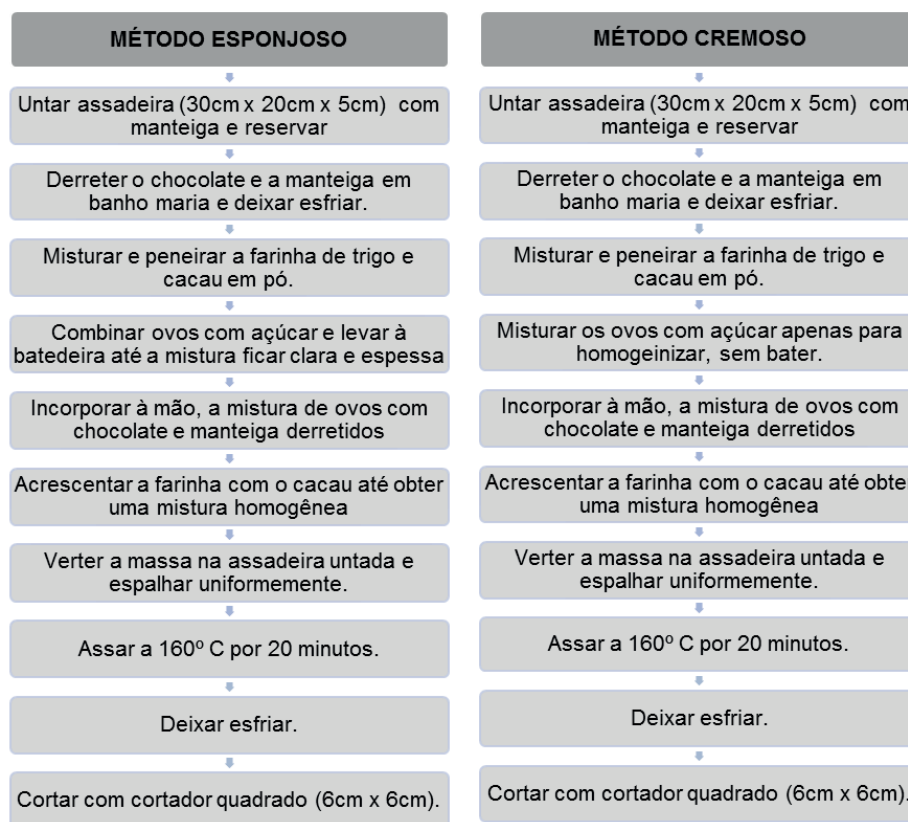 MÉTODO ESPONJOSO
Untar assadeira (30cm x 20cm x 5cm) com
manteiga e reservar
Derreter o chocolate e a manteiga em
banho maria e deixar esfriar.
Misturar e peneirar a farinha de trigo e
cacau em pó.
Combinar ovos com açúcar e levar à
batedeira até a mistura ficar clara e espessa
Incorporar à mão, a mistura de ovos com
chocolate e manteiga derretidos
Acrescentar a farinha com o cacau até obter
uma mistura homogênea
Verter a massa na assadeira untada e
espalhar uniformemente.
Assar a 160º C por 20 minutos.
Deixar esfriar.
Cortar com cortador quadrado (6cm x 6cm).
MÉTODO CREMOSO
Untar assadeira (30cm x 20cm x 5cm) com
manteiga e reservar
Derreter o chocolate e a manteiga em
banho maria e deixar esfriar.
Misturar e peneirar a farinha de trigo e
cacau em pó.
Misturar os ovos com açúcar apenas para
homogeinizar, sem bater.
Incorporar à mão, a mistura de ovos com
chocolate e manteiga derretidos
Acrescentar a farinha com o cacau até obte
uma mistura homogênea
Verter a massa na assadeira untada e
espalhar uniformemente.
Assar a 160º C por 20 minutos.
Deixar esfriar.
Cortar com cortador quadrado (6cm x 6cm).